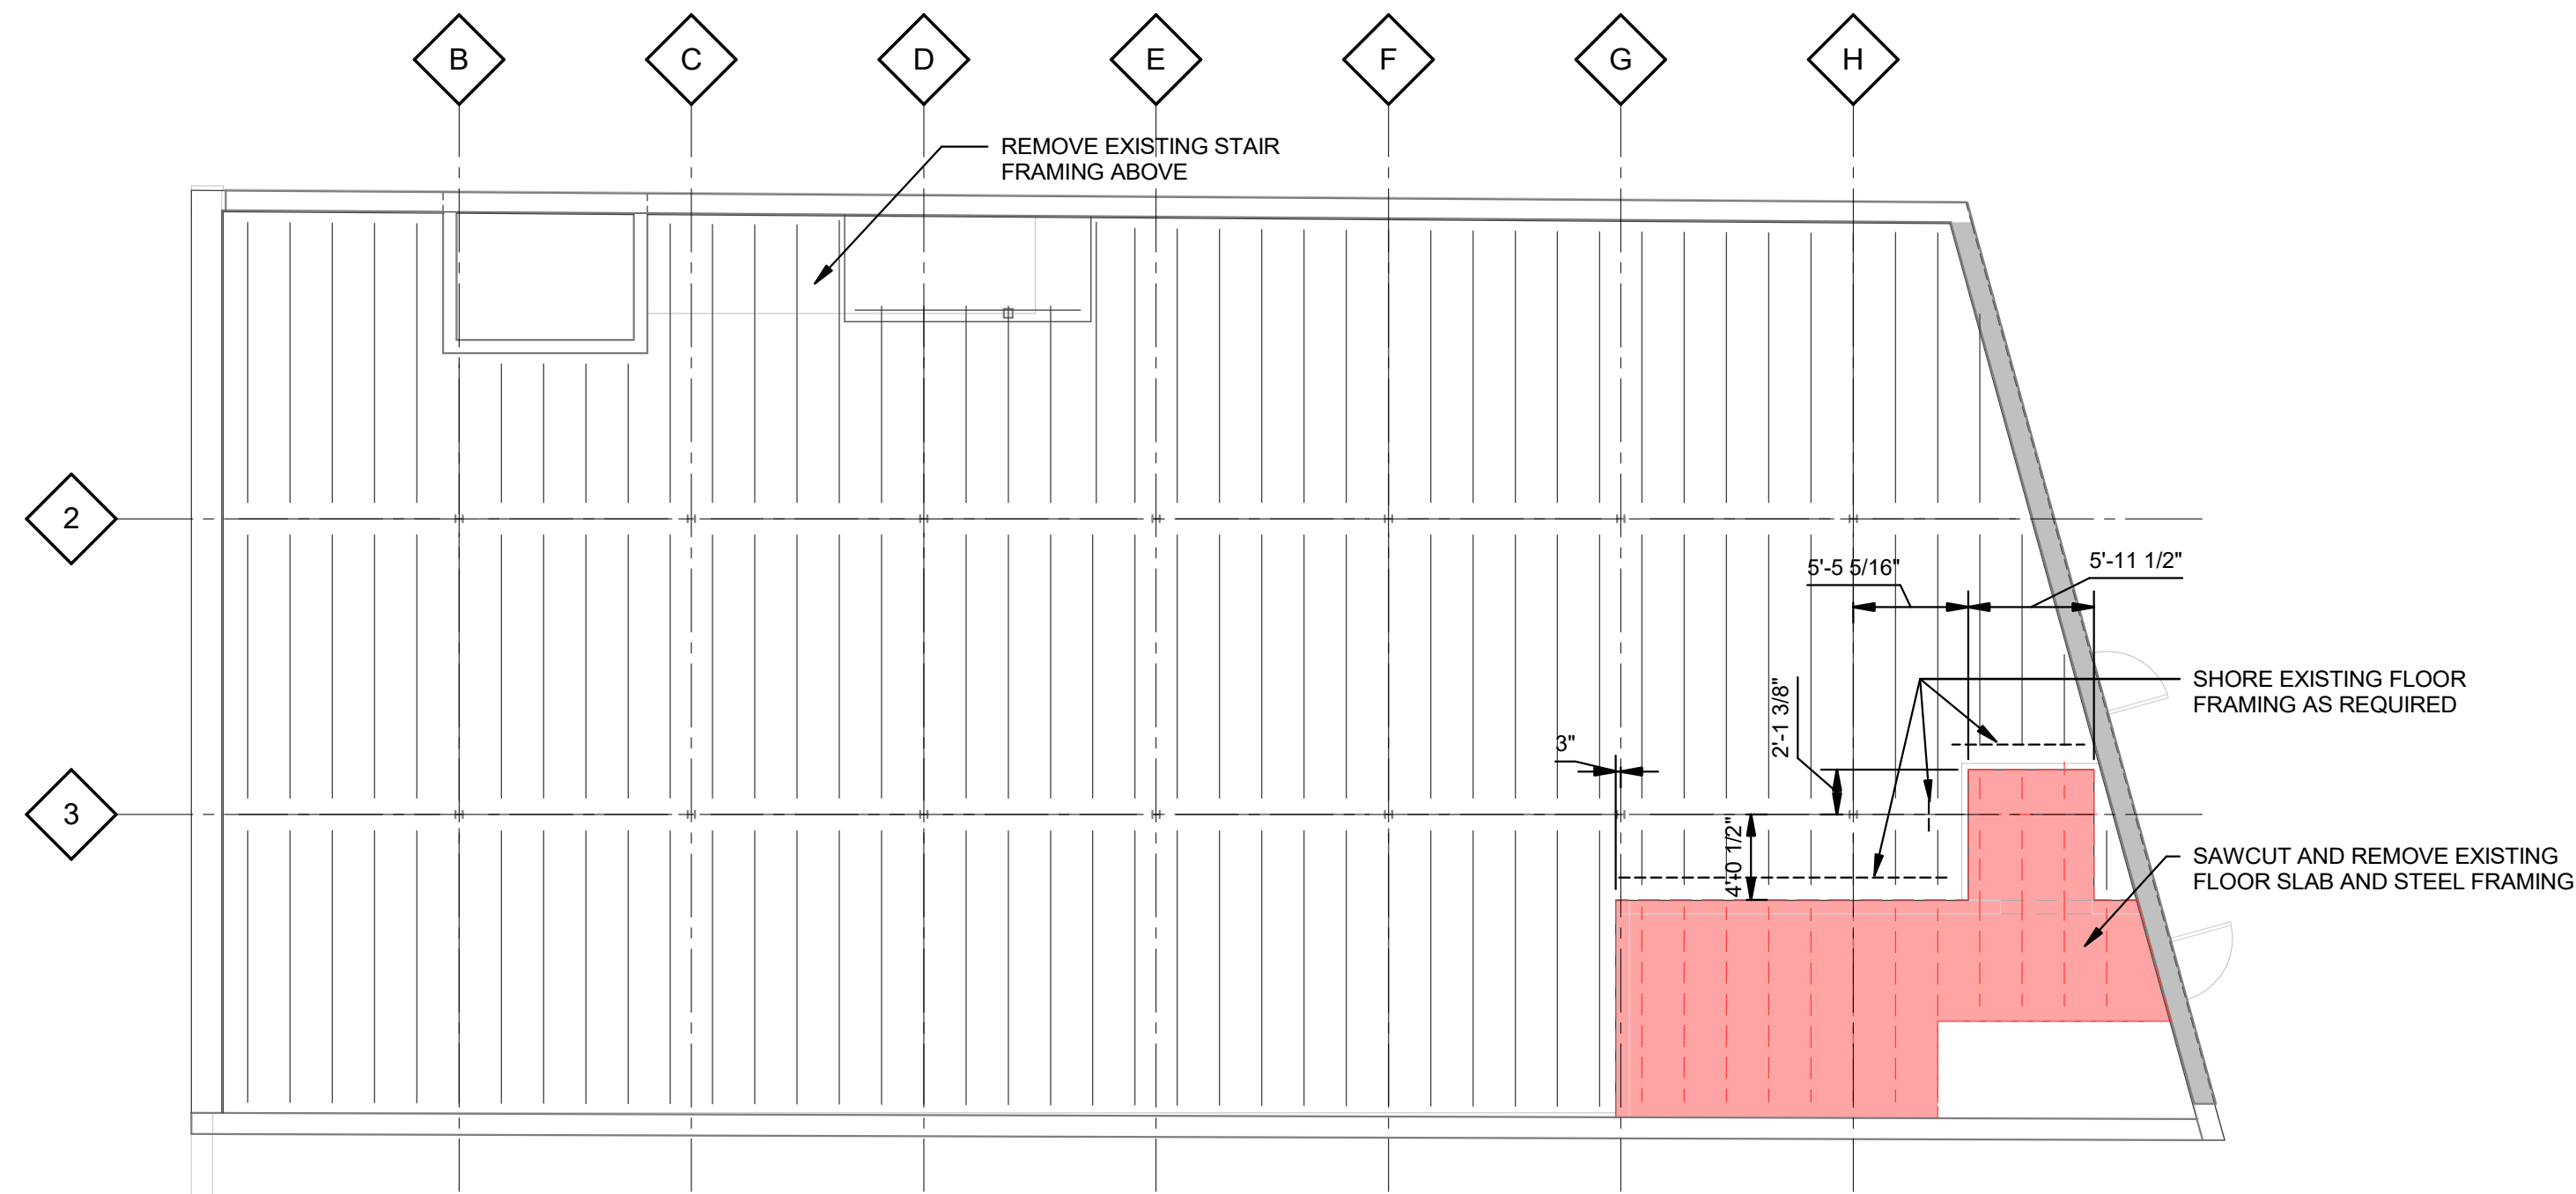 B
C
D
E
F
G
H
REMOVE EXISTING STAIR
FRAMING ABOVE
2
5'-5 5/16"
5'-11 1/2"
SHORE EXISTING FLOOR
FRAMING AS REQUIRED
2'-1 3/8"
3"
3
4'-0 1/2"
SAWCUT AND REMOVE EXISTING
FLOOR SLAB AND STEEL FRAMING